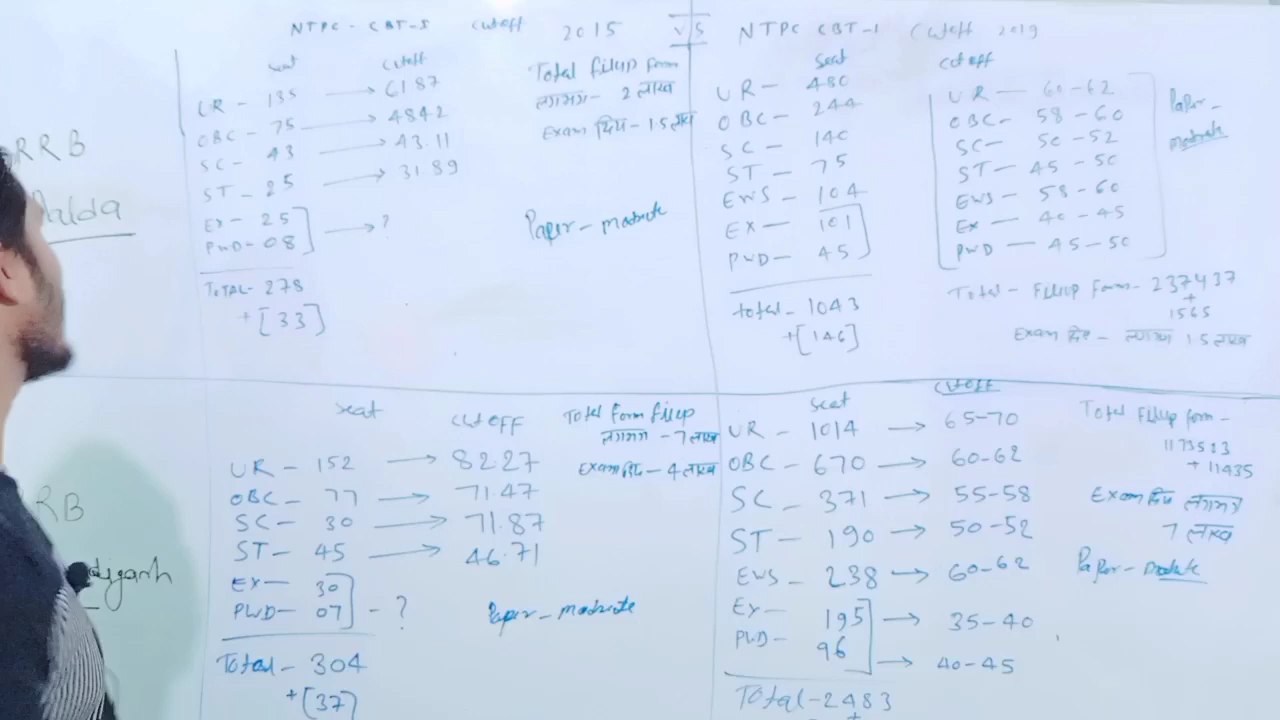 NTPC - CBT-I Cutoff 2015 VS NTPC CBT-1 Cutoff 2019
RRB
Malda
seat cutoff
UR - 135 → 61.87
OBC - 75 → 48.42
SC - 43 → 43.11
ST - 25 → 31.89
EX - 25
PWD - 08 → ?
TOTAL - 278
+ [33]
Total fillup form
लगभग - 2 लाख
Exam दिए - 1.5 लाख
Paper - modrate
seat cutoff
UR - 480
OBC - 244
SC - 140
ST - 75
EWS - 104
EX - 101
PWD - 45
total - 1043
+ [146]
UR - 60-62
OBC - 58-60
SC - 50-52
ST - 45-50
EWS - 58-60
Ex - 40-45
PWD - 45-50
Paper -
modrate
Total - Fillup form - 237437
+
1565
Exam दिए - लगभग 1.5 लाख
RRB
seat cutoff
UR - 152 → 82.27
OBC - 77 → 71.47
SC - 30 → 71.87
ST - 45 → 46.71
EX - 30
PWD - 07 - ?
Total - 304
+ [37]
Total form fillup
लगभग - 7 लाख
Exam दिए - 4 लाख
Paper - modrate
seat cutoff
UR - 1014 → 65-70
OBC - 670 → 60-62
SC - 371 → 55-58
ST - 190 → 50-52
EWS - 238 → 60-62
Ex - 195 → 35-40
PWD - 96 → 40-45
Total - 2483
+
Total fillup form -
+ 11435
Exam दिए लगभग
7 लाख